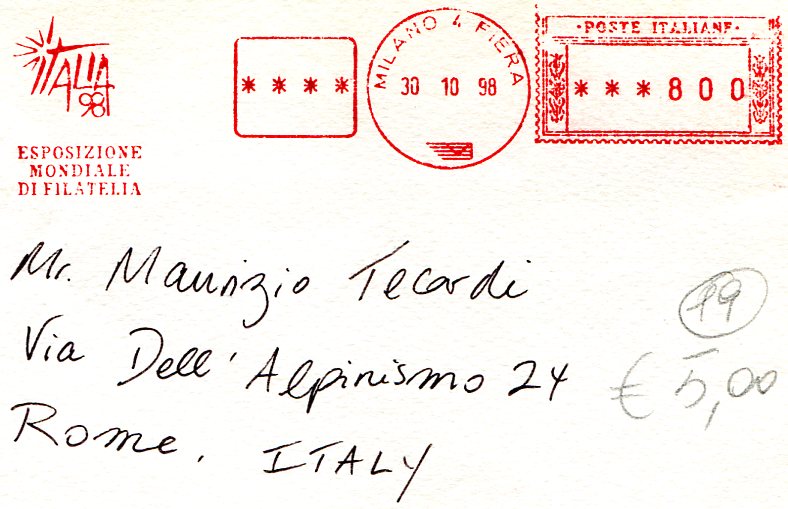 ITALIA
98
ESPOSIZIONE
MONDIALE
DI FILATELIA
* * * *
MILANO 4 FIERA
30 10 98
·POSTE ITALIANE·
* * * 800
Mr. Maurizio Tecardi
Via Dell'Alpinismo 24
Rome. ITALY
19
€ 5,00